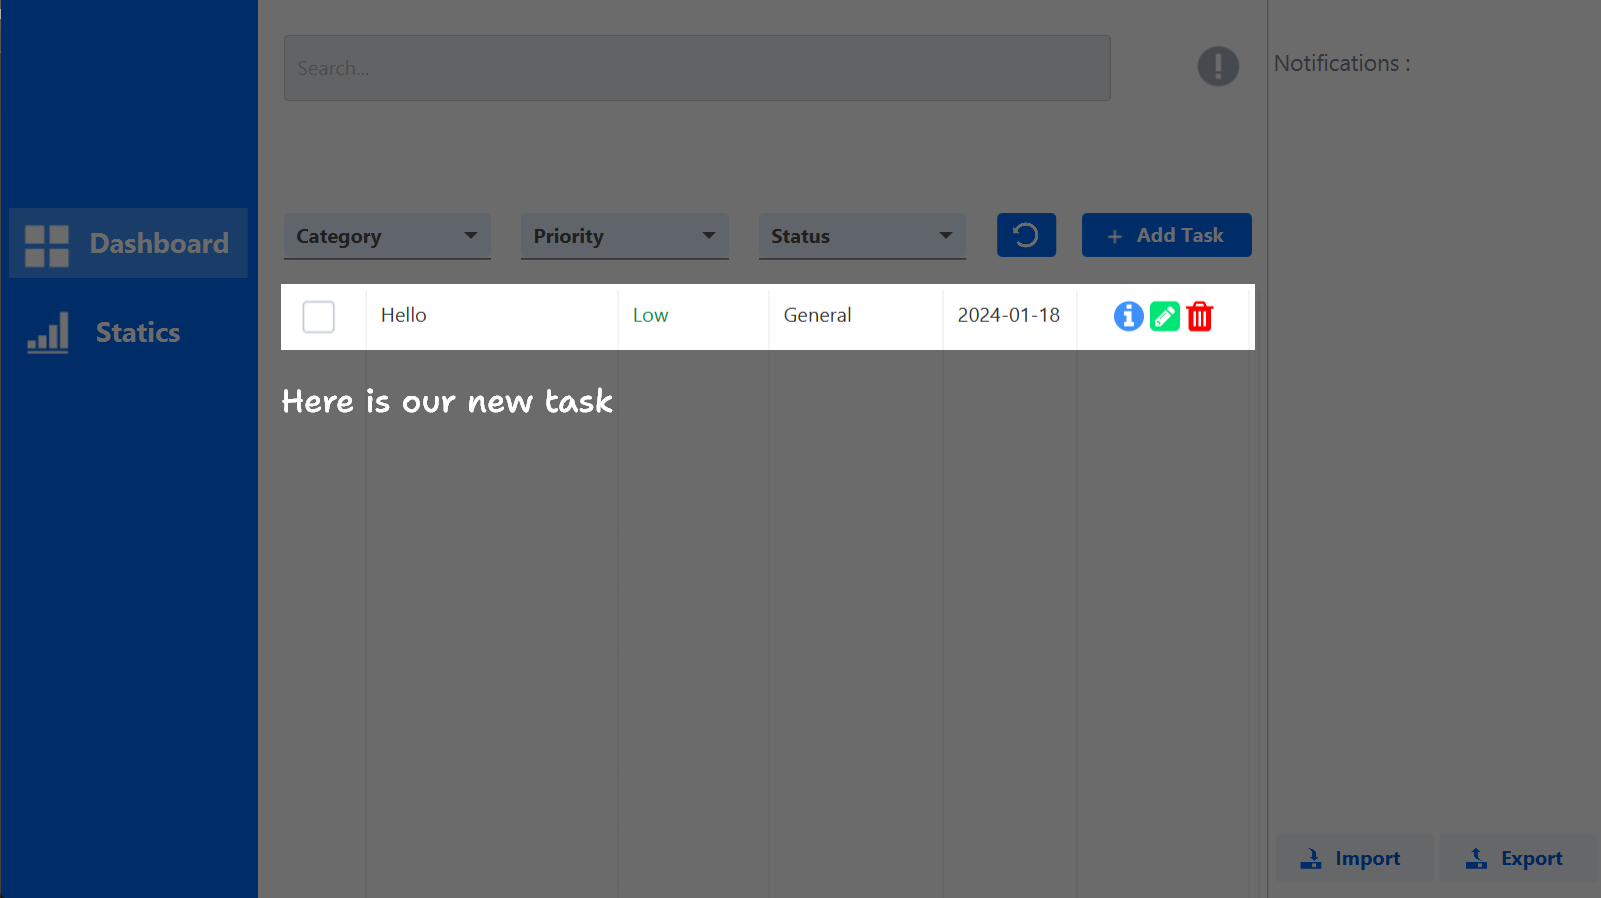 Search...
Notifications :
Dashboard
Statics
Category
Priority
Status
+ Add Task
Hello Low General 2024-01-18
Here is our new task
Import
Export